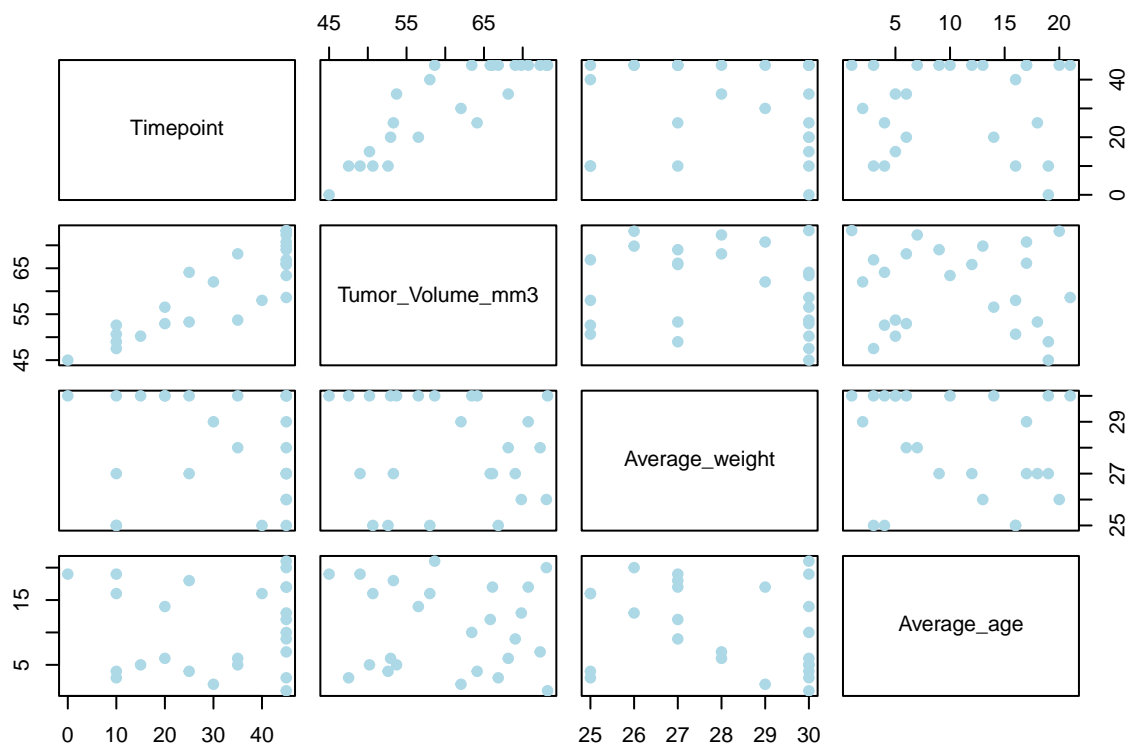 45 55 65
5 10 15 20
Timepoint
0 20 40
45 55 65
Tumor_Volume_mm3
Average_weight
25 27 29
5 15
Average_age
0 10 20 30 40
25 26 27 28 29 30